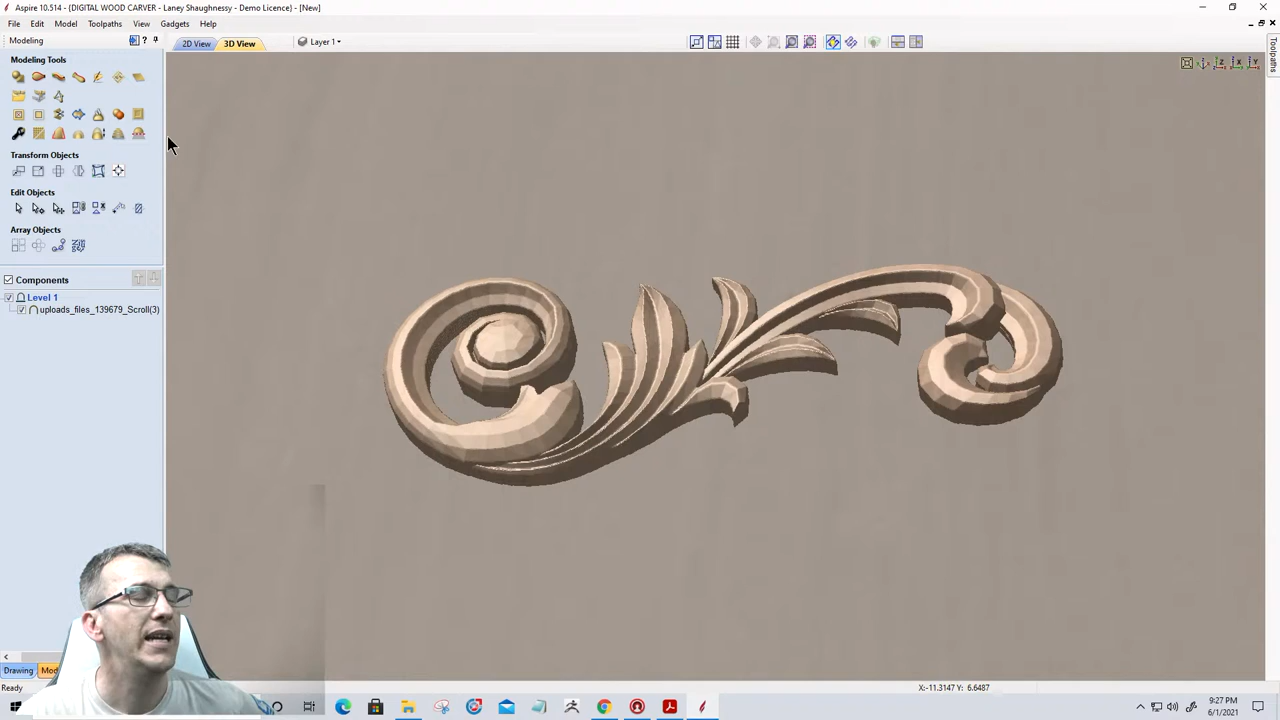 Aspire 10.514 - (DIGITAL WOOD CARVER - Laney Shaughnessy - Demo Licence) - [New]
File Edit Model Toolpaths View Gadgets Help
Modeling
2D View 3D View Layer 1
Toolpaths
Modeling Tools
Transform Objects
Edit Objects
Array Objects
Components
Level 1
uploads_files_139679_Scroll(3)
Drawing Mod
Ready
X:-11.3147 Y: 6.6487
9:27 PM
6/1/2021